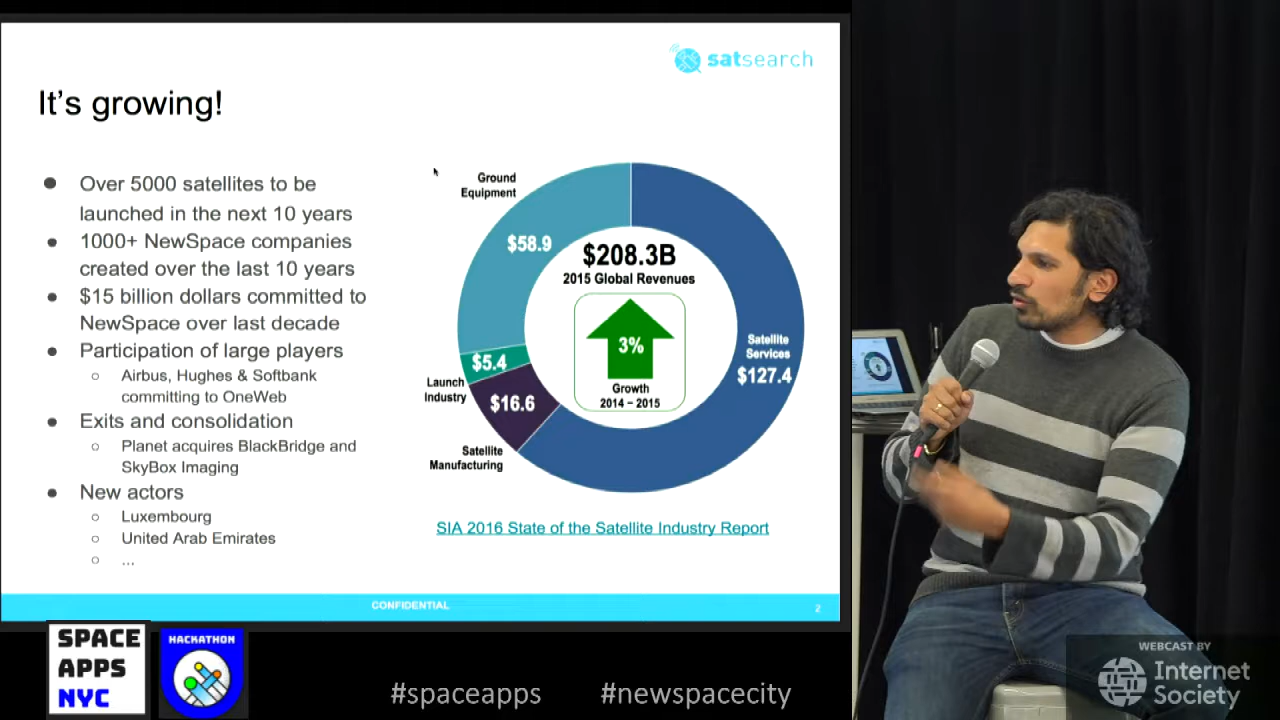 satsearch
It's growing!
● Over 5000 satellites to be
launched in the next 10 years
● 1000+ NewSpace companies
created over the last 10 years
● $15 billion dollars committed to
NewSpace over last decade
● Participation of large players
○ Airbus, Hughes & Softbank
committing to OneWeb
● Exits and consolidation
○ Planet acquires BlackBridge and
SkyBox Imaging
● New actors
○ Luxembourg
○ United Arab Emirates
○ ...
Ground
Equipment
$58.9
$208.3B
2015 Global Revenues
3%
Growth
2014 – 2015
Satellite
Services
$127.4
$5.4
Launch
Industry
$16.6
Satellite
Manufacturing
SIA 2016 State of the Satellite Industry Report
CONFIDENTIAL
2
SPACE
APPS
NYC
HACKATHON
#spaceapps
#newspacecity
WEBCAST BY
Internet
Society